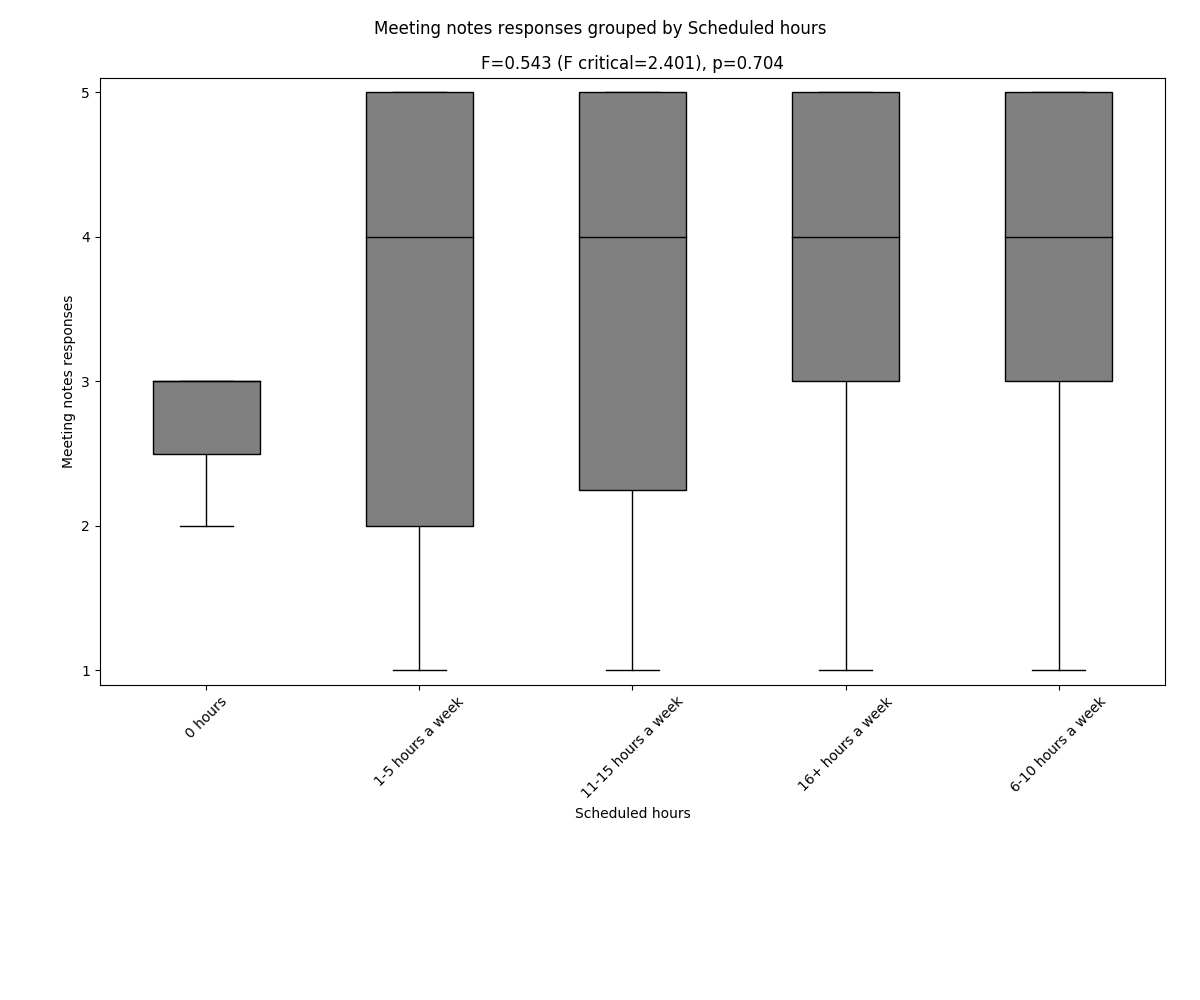 Meeting notes responses grouped by Scheduled hours
F=0.543 (F critical=2.401), p=0.704
Meeting notes responses
5
4
3
2
1
0 hours
1-5 hours a week
11-15 hours a week
16+ hours a week
6-10 hours a week
Scheduled hours